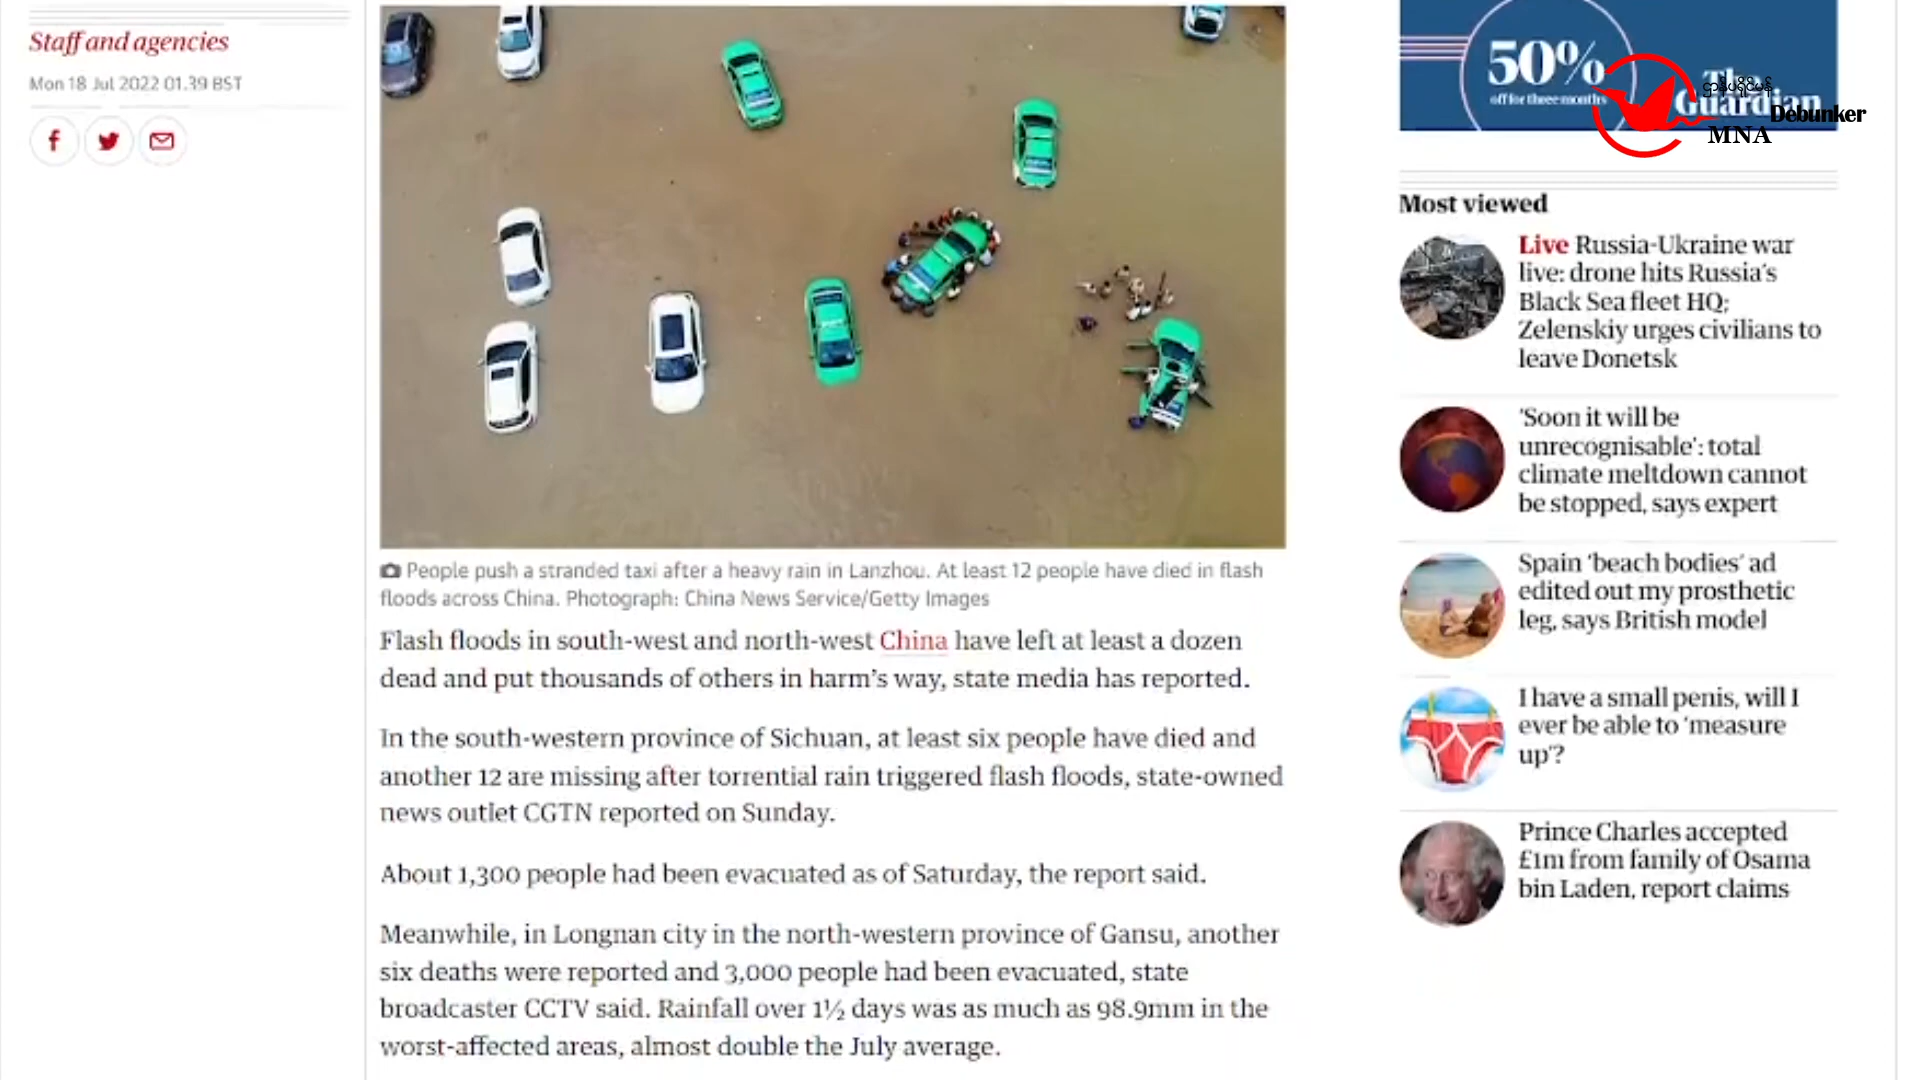 Staff and agencies
Mon 18 Jul 2022 01.39 BST
People push a stranded taxi after a heavy rain in Lanzhou. At least 12 people have died in flash
floods across China. Photograph: China News Service/Getty Images
Flash floods in south-west and north-west China have left at least a dozen
dead and put thousands of others in harm's way, state media has reported.
In the south-western province of Sichuan, at least six people have died and
another 12 are missing after torrential rain triggered flash floods, state-owned
news outlet CGTN reported on Sunday.
About 1,300 people had been evacuated as of Saturday, the report said.
Meanwhile, in Longnan city in the north-western province of Gansu, another
six deaths were reported and 3,000 people had been evacuated, state
broadcaster CCTV said. Rainfall over 1½ days was as much as 98.9mm in the
worst-affected areas, almost double the July average.
50%
off for three months
The
Guardian
Debunker
MNA
Most viewed
Live Russia-Ukraine war
live: drone hits Russia's
Black Sea fleet HQ;
Zelenskiy urges civilians to
leave Donetsk
'Soon it will be
unrecognisable': total
climate meltdown cannot
be stopped, says expert
Spain 'beach bodies' ad
edited out my prosthetic
leg, says British model
I have a small penis, will I
ever be able to 'measure
up'?
Prince Charles accepted
£1m from family of Osama
bin Laden, report claims